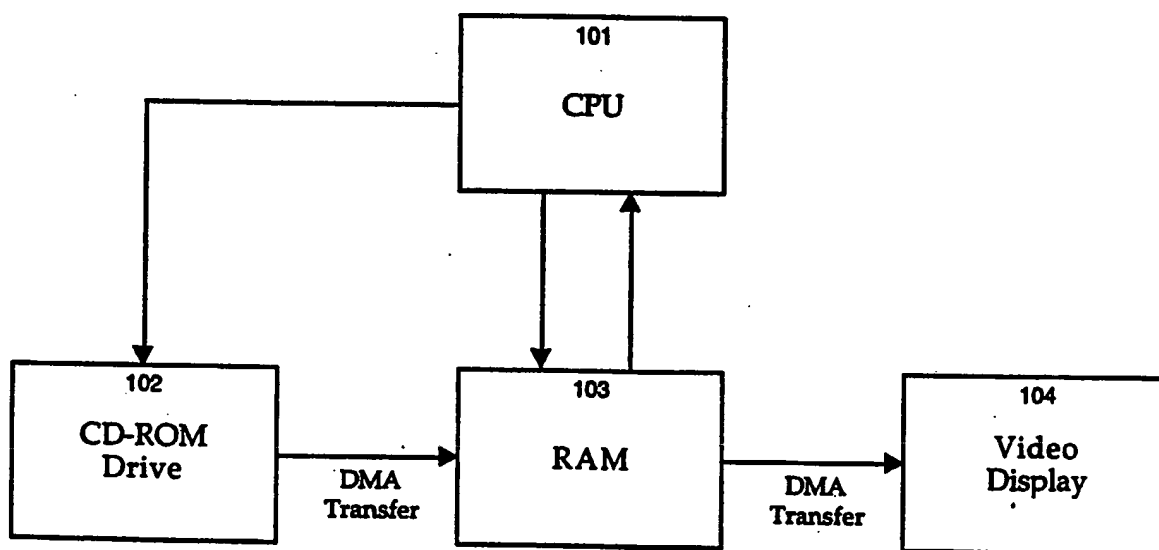 101
CPU
102
CD-ROM
Drive
DMA
Transfer
103
RAM
DMA
Transfer
104
Video
Display